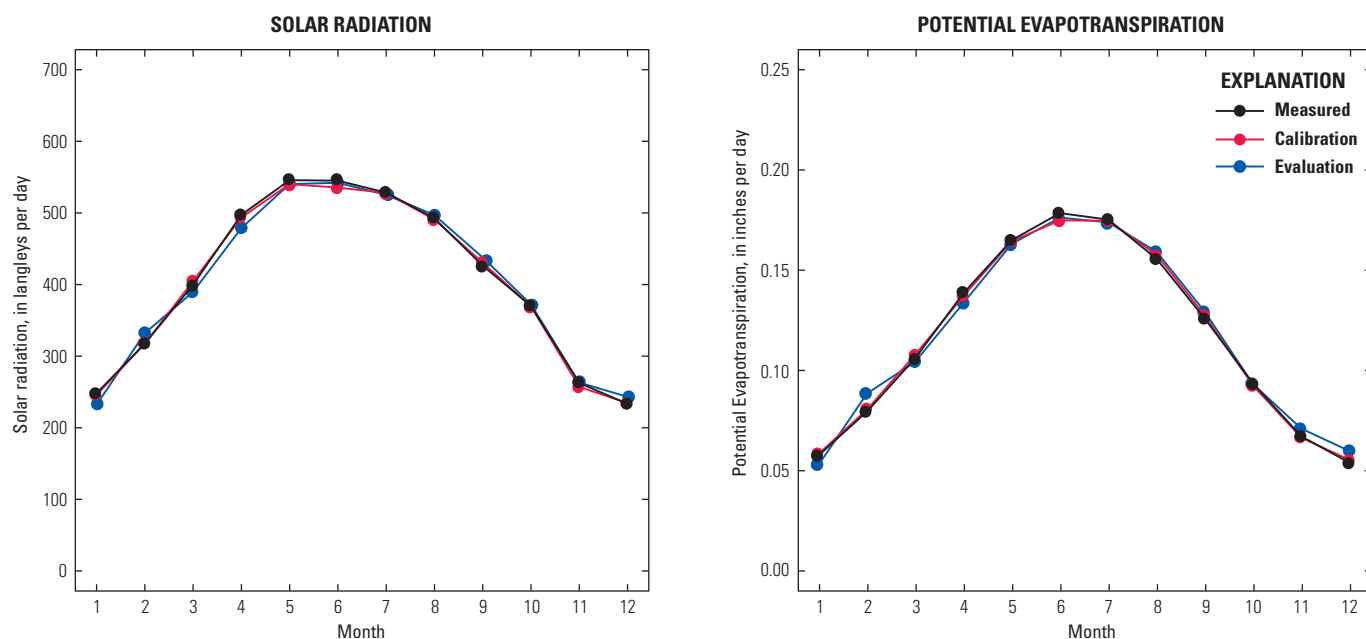 SOLAR RADIATION
700
600
500
400
300
200
100
0
Solar radiation, in langleys per day
1 2 3 4 5 6 7 8 9 10 11 12
Month
POTENTIAL EVAPOTRANSPIRATION
0.25
0.20
0.15
0.10
0.05
0.00
Potential Evapotranspiration, in inches per day
EXPLANATION
Measured
Calibration
Evaluation
1 2 3 4 5 6 7 8 9 10 11 12
Month